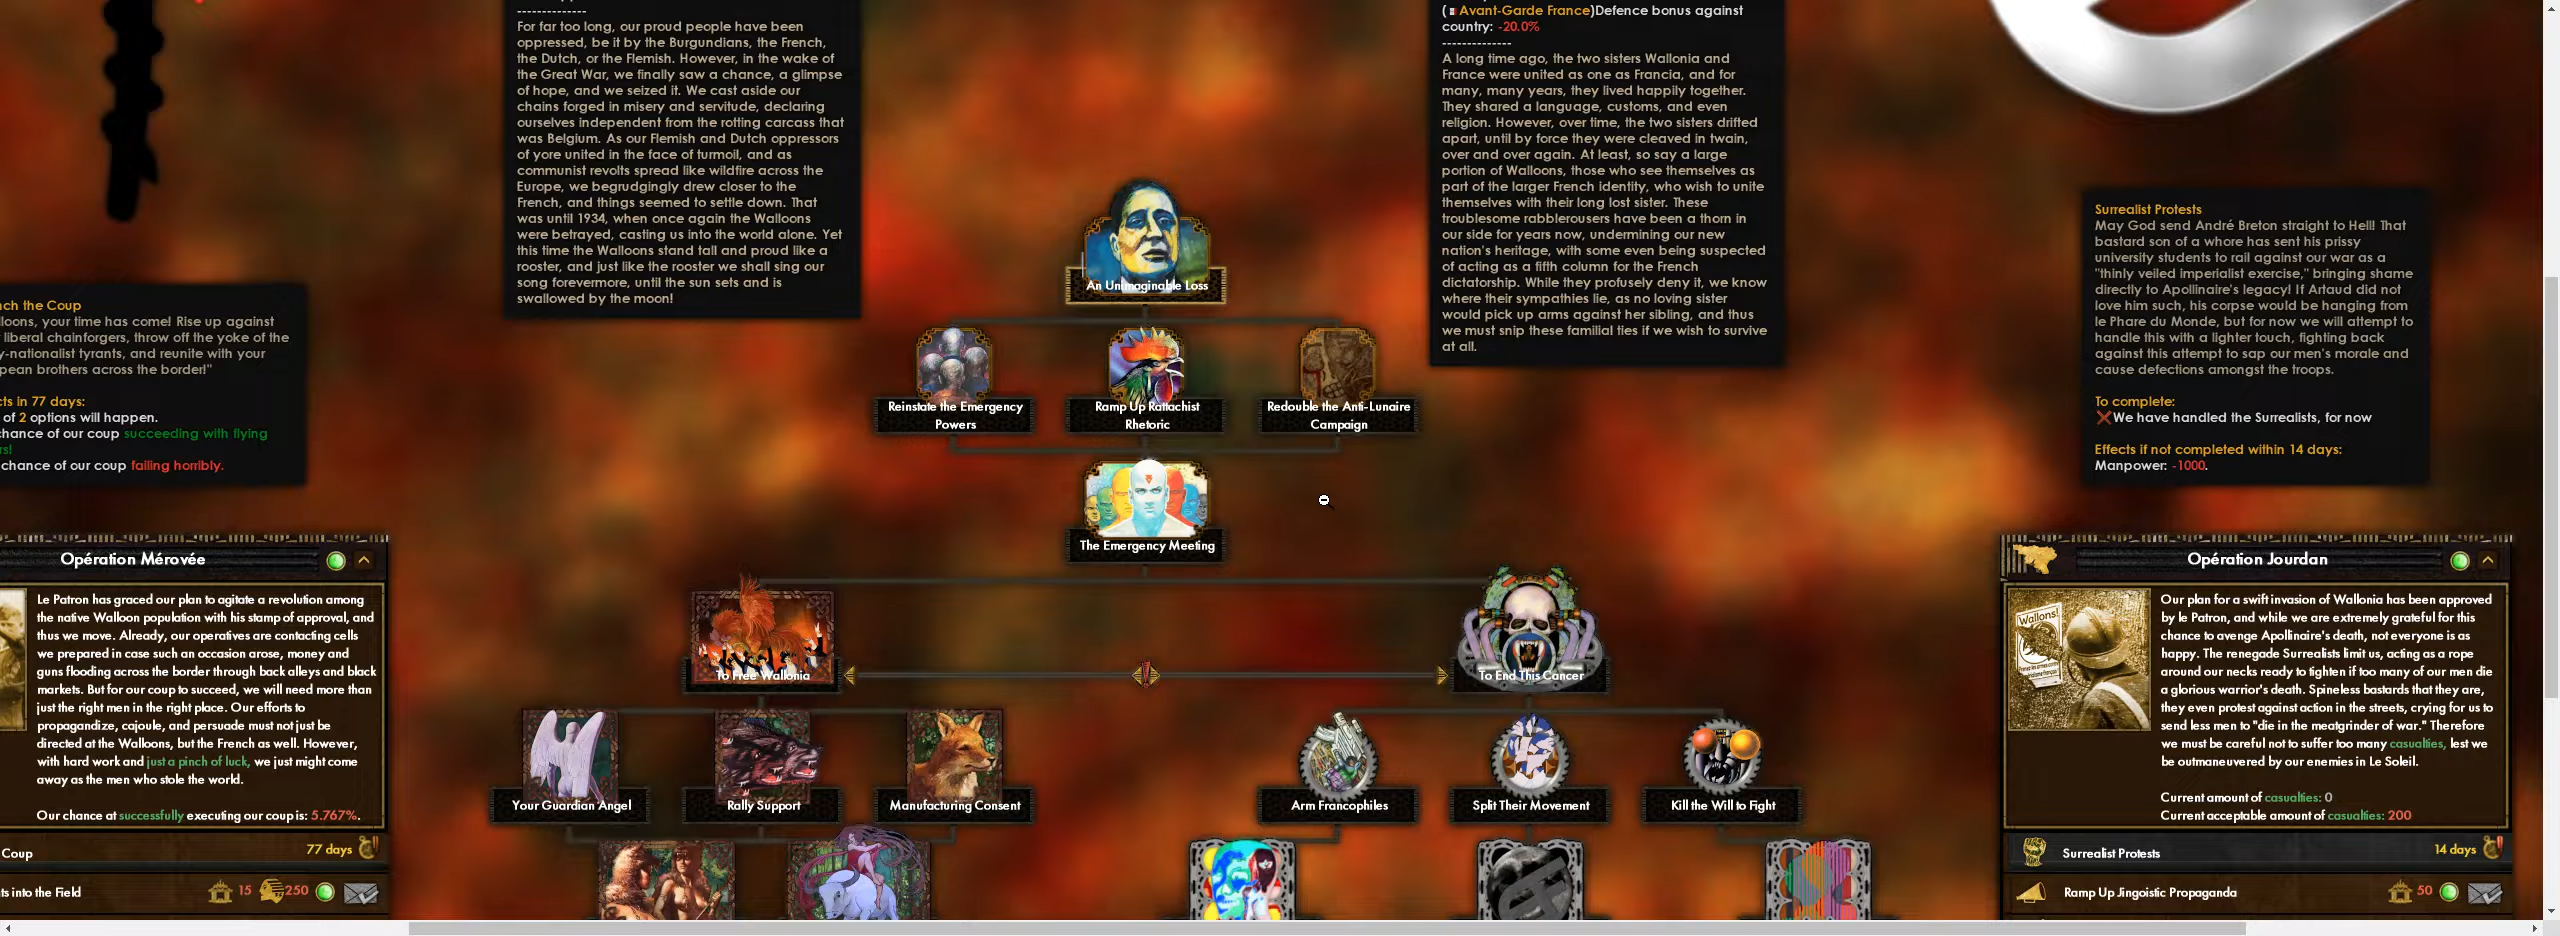 --------------
For far too long, our proud people have been
oppressed, be it by the Burgundians, the French,
the Dutch, or the Flemish. However, in the wake of
the Great War, we finally saw a chance, a glimpse
of hope, and we seized it. We cast aside our
chains forged in misery and servitude, declaring
ourselves independent from the rotting carcass that
was Belgium. As our Flemish and Dutch oppressors
of yore united in the face of turmoil, and as
communist revolts spread like wildfire across the
Europe, we begrudgingly drew closer to the
French, and things seemed to settle down. That
was until 1934, when once again the Walloons
were betrayed, casting us into the world alone. Yet
this time the Walloons stand tall and proud like a
rooster, and just like the rooster we shall sing our
song forevermore, until the sun sets and is
swallowed by the moon!
(Avant-Garde France)Defence bonus against
country: -20.0%
--------------
A long time ago, the two sisters Wallonia and
France were united as one as Francia, and for
many, many years, they lived happily together.
They shared a language, customs, and even
religion. However, over time, the two sisters drifted
apart, until by force they were cleaved in twain,
over and over again. At least, so say a large
portion of Walloons, those who see themselves as
part of the larger French identity, who wish to unite
themselves with their long lost sister. These
troublesome rabblerousers have been a thorn in
our side for years now, undermining our new
nation's heritage, with some even being suspected
of acting as a fifth column for the French
dictatorship. While they profusely deny it, we know
where their sympathies lie, as no loving sister
would pick up arms against her sibling, and thus
we must snip these familial ties if we wish to survive
at all.
Surrealist Protests
May God send André Breton straight to Hell! That
bastard son of a whore has sent his prissy
university students to rail against our war as a
"thinly veiled imperialist exercise," bringing shame
directly to Apollinaire's legacy! If Artaud did not
love him such, his corpse would be hanging from
le Phare du Monde, but for now we will attempt to
handle this with a lighter touch, fighting back
against this attempt to sap our men's morale and
cause defections amongst the troops.
To complete:
We have handled the Surrealists, for now
Effects if not completed within 14 days:
Manpower: -1000.
nch the Coup
lloons, your time has come! Rise up against
liberal chainforgers, throw off the yoke of the
y-nationalist tyrants, and reunite with your
pean brothers across the border!"
cts in 77 days:
of 2 options will happen.
chance of our coup succeeding with flying
rs!
chance of our coup failing horribly.
An Unimaginable Loss
Reinstate the Emergency
Powers
Ramp Up Rattachist
Rhetoric
Redouble the Anti-Lunaire
Campaign
The Emergency Meeting
To Free Wallonia
To End This Cancer
Your Guardian Angel
Rally Support
Manufacturing Consent
Arm Francophiles
Split Their Movement
Kill the Will to Fight
Opération Mérovée
Le Patron has graced our plan to agitate a revolution among
the native Walloon population with his stamp of approval, and
thus we move. Already, our operatives are contacting cells
we prepared in case such an occasion arose, money and
guns flooding across the border through back alleys and black
markets. But for our coup to succeed, we will need more than
just the right men in the right place. Our efforts to
propagandize, cajoule, and persuade must not just be
directed at the Walloons, but the French as well. However,
with hard work and just a pinch of luck, we just might come
away as the men who stole the world.
Our chance at successfully executing our coup is: 5.767%.
Coup
77 days
ts into the Field
15
250
Opération Jourdan
Wallons!
Our plan for a swift invasion of Wallonia has been approved
by le Patron, and while we are extremely grateful for this
chance to avenge Apollinaire's death, not everyone is as
happy. The renegade Surrealists limit us, acting as a rope
around our necks ready to tighten if too many of our men die
a glorious warrior's death. Spineless bastards that they are,
they even protest against action in the streets, crying for us to
send less men to "die in the meatgrinder of war." Therefore
we must be careful not to suffer too many casualties, lest we
be outmaneuvered by our enemies in Le Soleil.
Current amount of casualties: 0
Current acceptable amount of casualties: 200
Surrealist Protests
14 days
Ramp Up Jingoistic Propaganda
50